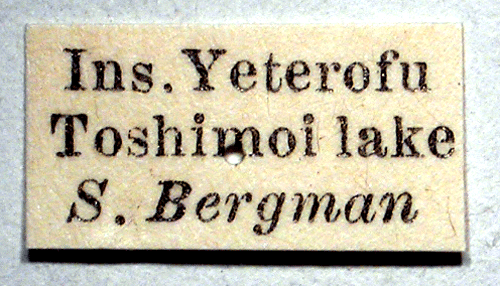 Ins. Yeterofu
Toshimoi lake
S. Bergman